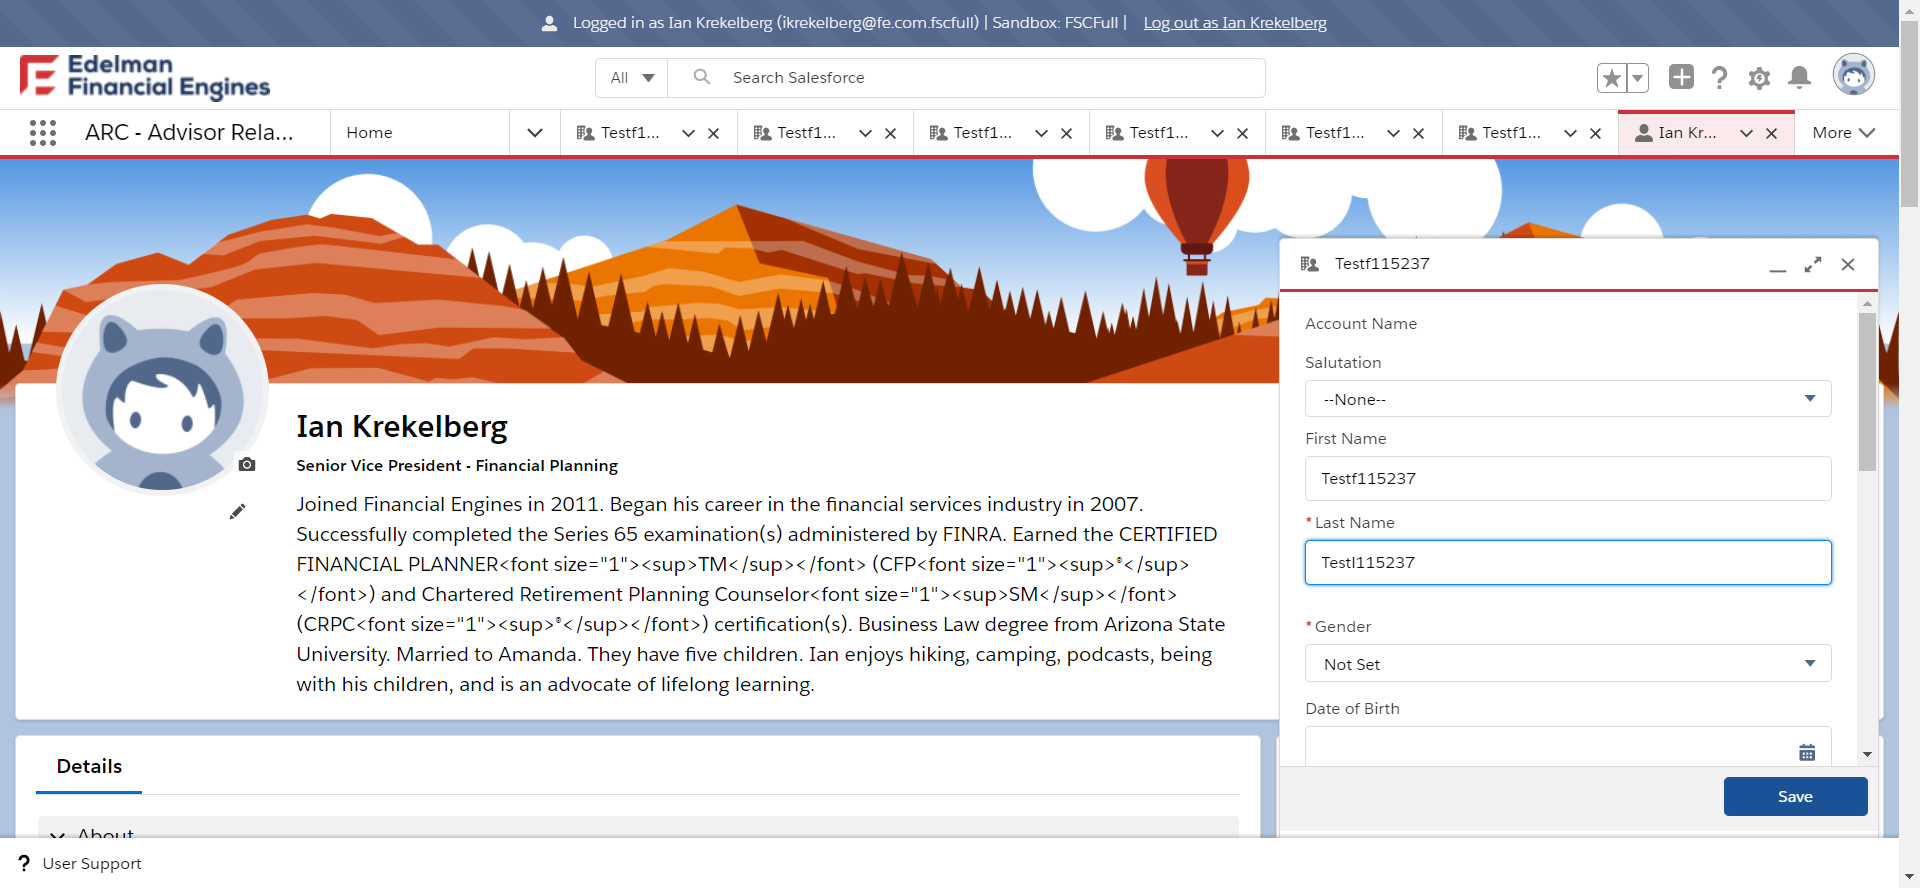 Logged in as Ian Krekelberg (ikrekelberg@fe.com.fscfull) | Sandbox: FSCFull | Log out as Ian Krekelberg
Edelman
Financial Engines
All
Search Salesforce
ARC - Advisor Rela...
Home
Testf1...
Testf1...
Testf1...
Testf1...
Testf1...
Testf1...
Ian Kr...
More
Ian Krekelberg
Senior Vice President - Financial Planning
Joined Financial Engines in 2011. Began his career in the financial services industry in 2007.
Successfully completed the Series 65 examination(s) administered by FINRA. Earned the CERTIFIED
FINANCIAL PLANNER<font size="1"><sup>TM</sup></font> (CFP<font size="1"><sup>®</sup>
</font>) and Chartered Retirement Planning Counselor<font size="1"><sup>SM</sup></font>
(CRPC<font size="1"><sup>®</sup></font>) certification(s). Business Law degree from Arizona State
University. Married to Amanda. They have five children. Ian enjoys hiking, camping, podcasts, being
with his children, and is an advocate of lifelong learning.
Details
About
Testf115237
Account Name
Salutation
--None--
First Name
Testf115237
*Last Name
Testl115237
*Gender
Not Set
Date of Birth
Save
? User Support